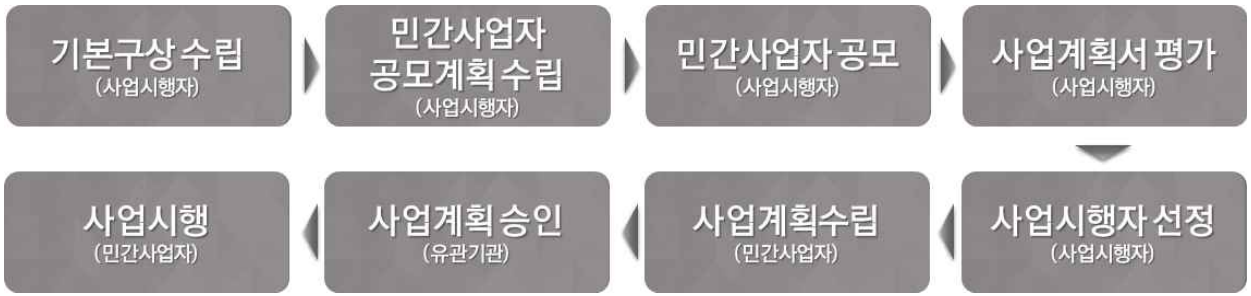 기본구상 수립
(사업시행자)
민간사업자
공모계획 수립
(사업시행자)
민간사업자 공모
(사업시행자)
사업계획서 평가
(사업시행자)
사업시행자 선정
(사업시행자)
사업계획수립
(민간사업자)
사업계획 승인
(유관기관)
사업시행
(민간사업자)